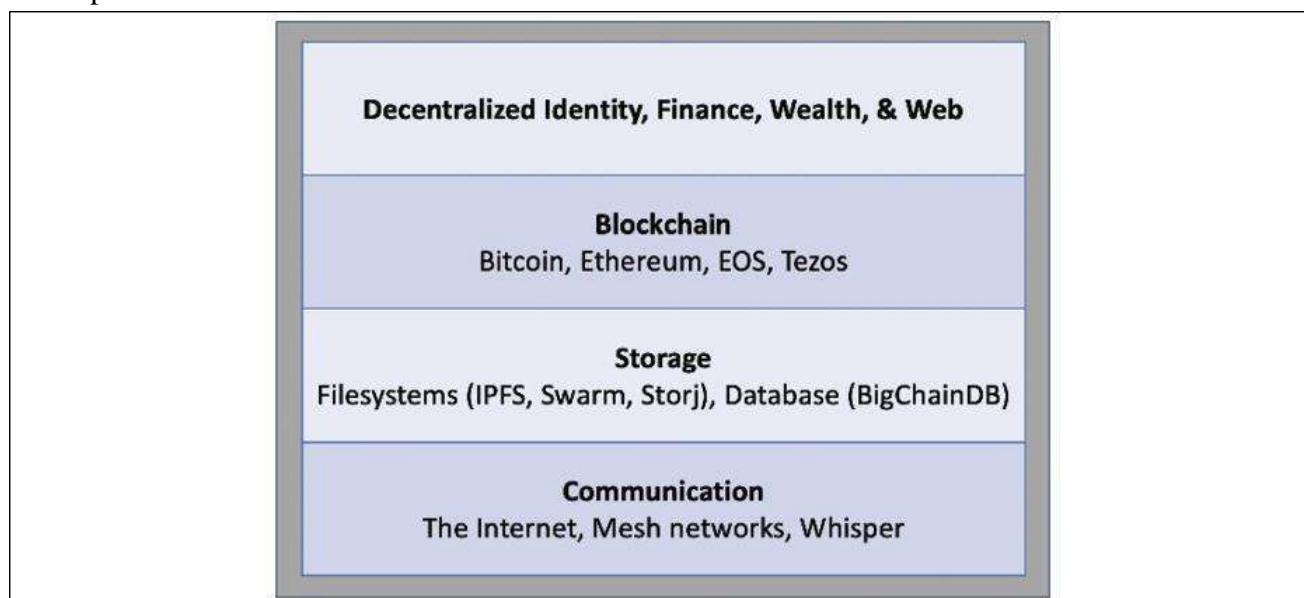 Decentralized Identity, Finance, Wealth, & Web
Blockchain
Bitcoin, Ethereum, EOS, Tezos
Storage
Filesystems (IPFS, Swarm, Storj), Database (BigChainDB)
Communication
The Internet, Mesh networks, Whisper